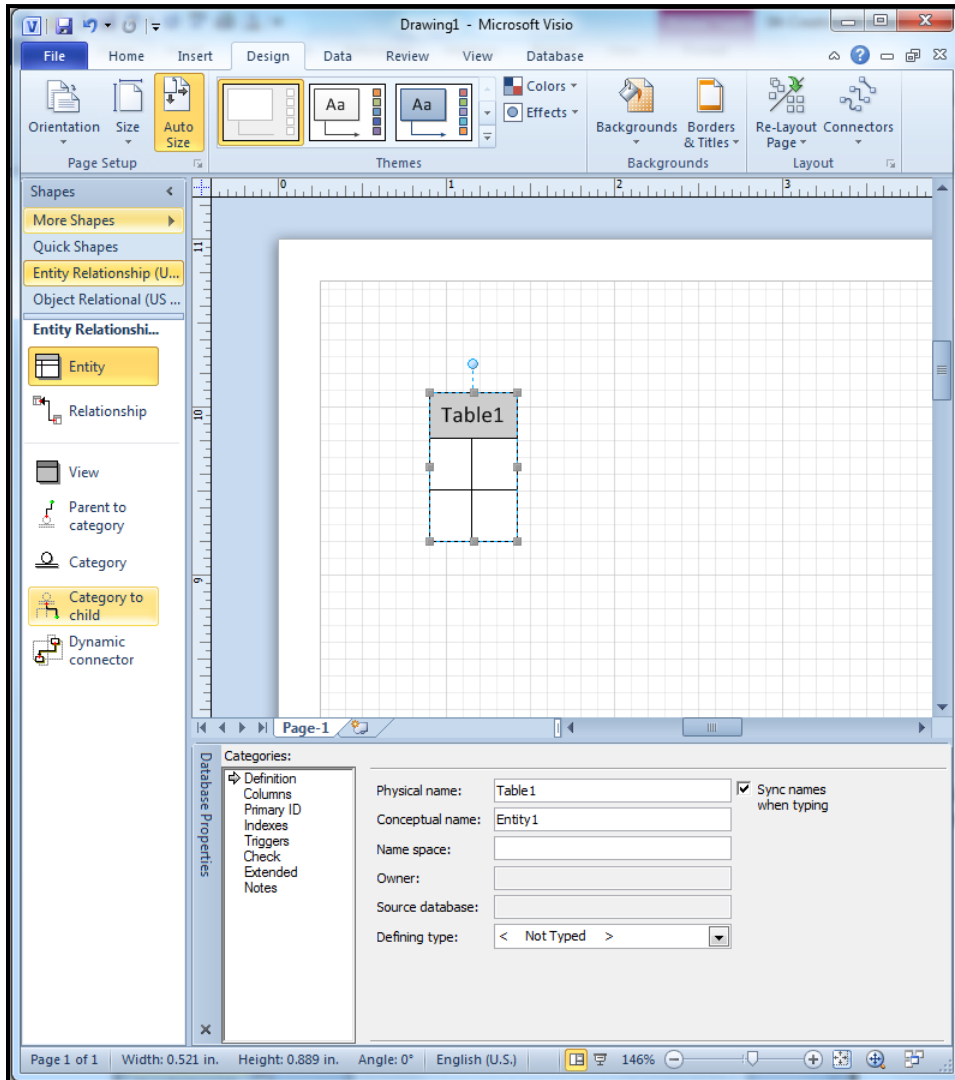 Drawing1 - Microsoft Visio
File Home Insert Design Data Review View Database
Orientation Size Auto Size
Aa Aa
Colors
Effects
Backgrounds Borders & Titles
Re-Layout Page Connectors
Page Setup Themes Backgrounds Layout
Shapes
More Shapes
Quick Shapes
Entity Relationship (U...
Object Relational (US ...
Entity Relationshi...
Entity
Relationship
View
Parent to
category
Category
Category to
child
Dynamic
connector
0 1 2 3
11
10
9
Table1
Page-1
Database Properties
Categories:
Definition
Columns
Primary ID
Indexes
Triggers
Check
Extended
Notes
Physical name: Table1
Conceptual name: Entity1
Name space:
Owner:
Source database:
Defining type: < Not Typed >
Sync names
when typing
Page 1 of 1 Width: 0.521 in. Height: 0.889 in. Angle: 0° English (U.S.) 146%